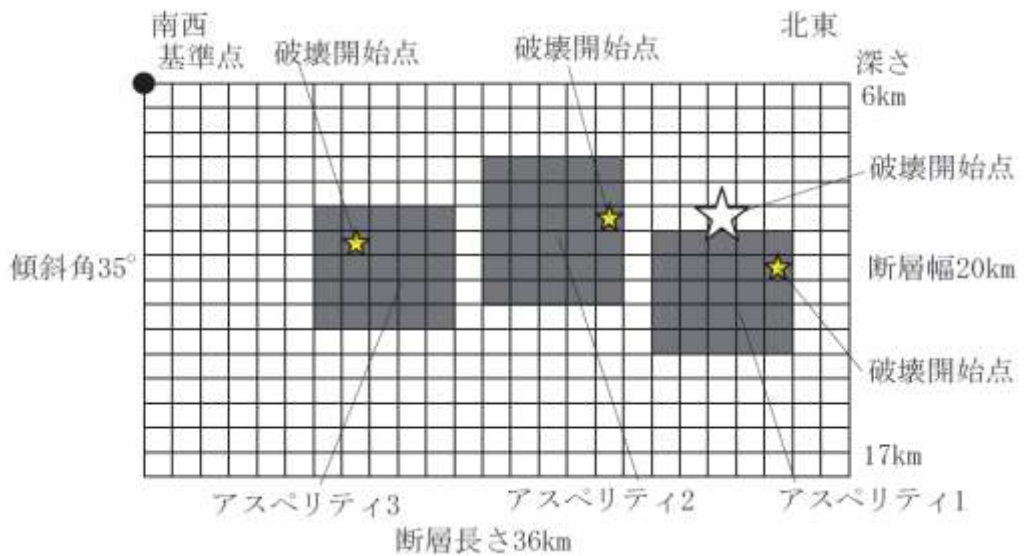 南西
北東
基準点
破壊開始点
破壊開始点
深さ
6km
破壊開始点
傾斜角35°
断層幅20km
破壊開始点
17km
アスペリティ3
アスペリティ2
アスペリティ1
断層長さ36km